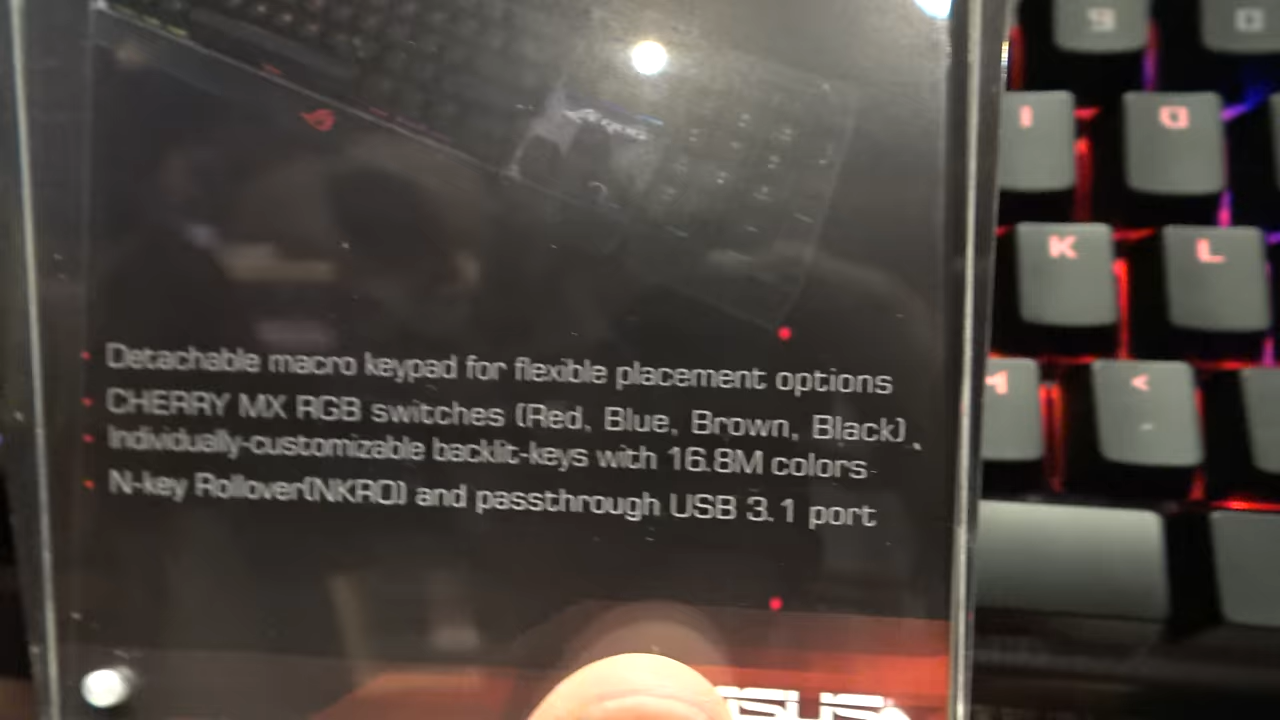 Detachable macro keypad for flexible placement options
CHERRY MX RGB switches (Red, Blue, Brown, Black).
Individually-customizable backlit-keys with 16.8M colors
N-key Rollover(NKRO) and passthrough USB 3.1 port
K
L
<